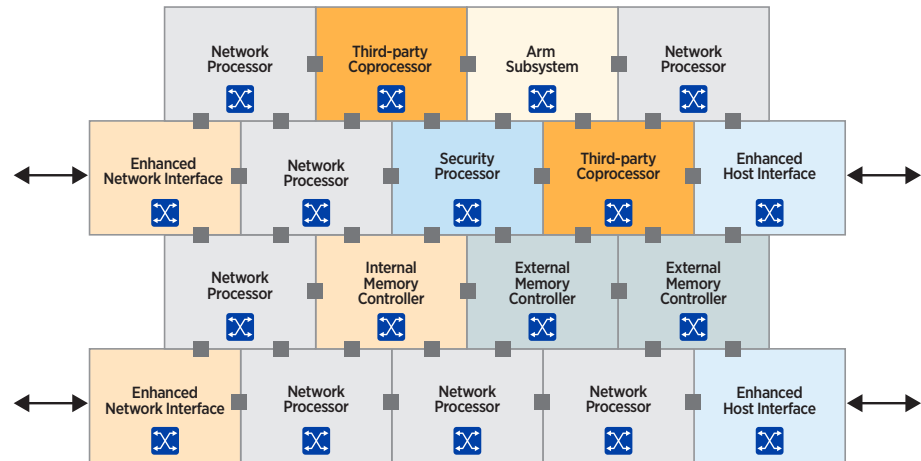 Network
Processor
Third-party
Coprocessor
Arm
Subsystem
Network
Processor
Enhanced
Network Interface
Network
Processor
Security
Processor
Third-party
Coprocessor
Enhanced
Host Interface
Network
Processor
Internal
Memory
Controller
External
Memory
Controller
External
Memory
Controller
Enhanced
Network Interface
Network
Processor
Network
Processor
Network
Processor
Enhanced
Host Interface